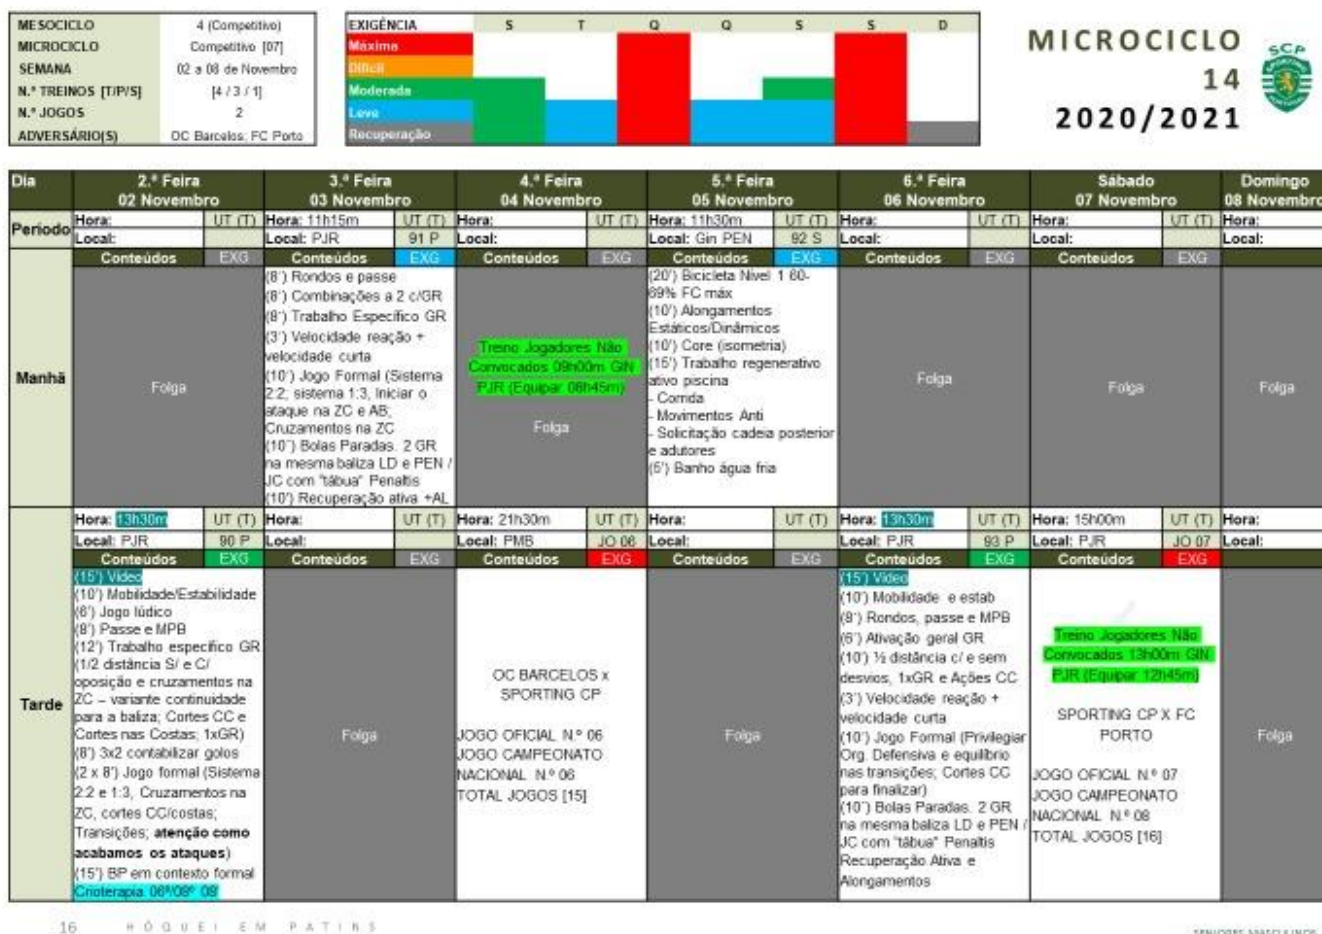 MESOCICLO 4 (Competitivo)
MICROCICLO Competitivo [07]
SEMANA 02 a 08 de Novembro
N.º TREINOS [T/P/S] [4 / 3 / 1]
N.º JOGOS 2
ADVERSÁRIO(S) OC Barcelos; FC Porto
EXIGÊNCIA S T Q Q S S D
Máxima
Difícil
Moderada
Leve
Recuperação
MICROCICLO
14
2020/2021
SCP
SPORTING
PORTUGAL
Dia
2.ª Feira
02 Novembro
3.ª Feira
03 Novembro
4.ª Feira
04 Novembro
5.ª Feira
05 Novembro
6.ª Feira
06 Novembro
Sábado
07 Novembro
Domingo
08 Novembro
Período
Hora: UT (T)
Local:
Hora: 11h15m UT (T)
Local: PJR 91 P
Hora: UT (T)
Local:
Hora: 11h30m UT (T)
Local: Gin PEN 92 S
Hora: UT (T)
Local:
Hora: UT (T)
Local:
Hora:
Local:
Manhã
Conteúdos EXG
Folga
Conteúdos EXG
(8') Rondos e passe
(8') Combinações a 2 c/GR
(8') Trabalho Específico GR
(3') Velocidade reação +
velocidade curta
(10') Jogo Formal (Sistema
2:2; sistema 1:3, Iniciar o
ataque na ZC e AB;
Cruzamentos na ZC
(10') Bolas Paradas. 2 GR
na mesma baliza LD e PEN /
JC com "tábua" Penaltis
(10') Recuperação ativa +AL
Conteúdos EXG
Treino Jogadores Não
Convocados 09h00m GIN
PJR (Equipar 08h45m)
Folga
Conteúdos EXG
(20') Bicicleta Nível 1 60-
69% FC máx
(10') Alongamentos
Estáticos/Dinâmicos
(10') Core (isometria)
(15') Trabalho regenerativo
ativo piscina
- Corrida
- Movimentos Anti
- Solicitação cadeia posterior
e adutores
(5') Banho água fria
Conteúdos EXG
Folga
Conteúdos EXG
Folga
Folga
Tarde
Hora: 13h30m UT (T)
Local: PJR 90 P
Conteúdos EXG
(15') Vídeo
(10') Mobilidade/Estabilidade
(6') Jogo lúdico
(8') Passe e MPB
(12') Trabalho específico GR
(1/2 distância S/ e C/
oposição e cruzamentos na
ZC – variante continuidade
para a baliza; Cortes CC e
Cortes nas Costas; 1xGR)
(8') 3x2 contabilizar golos
(2 x 8') Jogo formal (Sistema
2:2 e 1:3, Cruzamentos na
ZC, cortes CC/costas;
Transições; atenção como
acabamos os ataques)
(15') BP em contexto formal
Crioterapia 06º/08º 08'
Hora: UT (T)
Local:
Conteúdos EXG
Folga
Hora: 21h30m UT (T)
Local: PMB JO 06
Conteúdos EXG
OC BARCELOS x
SPORTING CP
JOGO OFICIAL N.º 06
JOGO CAMPEONATO
NACIONAL N.º 06
TOTAL JOGOS [15]
Hora: UT (T)
Local:
Conteúdos EXG
Folga
Hora: 13h30m UT (T)
Local: PJR 93 P
Conteúdos EXG
(15') Vídeo
(10') Mobilidade e estab
(8') Rondos, passe e MPB
(6') Ativação geral GR
(10') ½ distância c/ e sem
desvios, 1xGR e Ações CC
(3') Velocidade reação +
velocidade curta
(10') Jogo Formal (Privilegiar
Org. Defensiva e equilíbrio
nas transições; Cortes CC
para finalizar)
(10') Bolas Paradas. 2 GR
na mesma baliza LD e PEN /
JC com "tábua" Penaltis
Recuperação Ativa e
Alongamentos
Hora: 15h00m UT (T)
Local: PJR JO 07
Conteúdos EXG
Treino Jogadores Não
Convocados 13h00m GIN
PJR (Equipar 12h45m)
SPORTING CP X FC
PORTO
JOGO OFICIAL N.º 07
JOGO CAMPEONATO
NACIONAL N.º 08
TOTAL JOGOS [16]
Hora:
Local:
Folga
16 HÓQUEI EM PATINS
SENIORES MASCULINOS